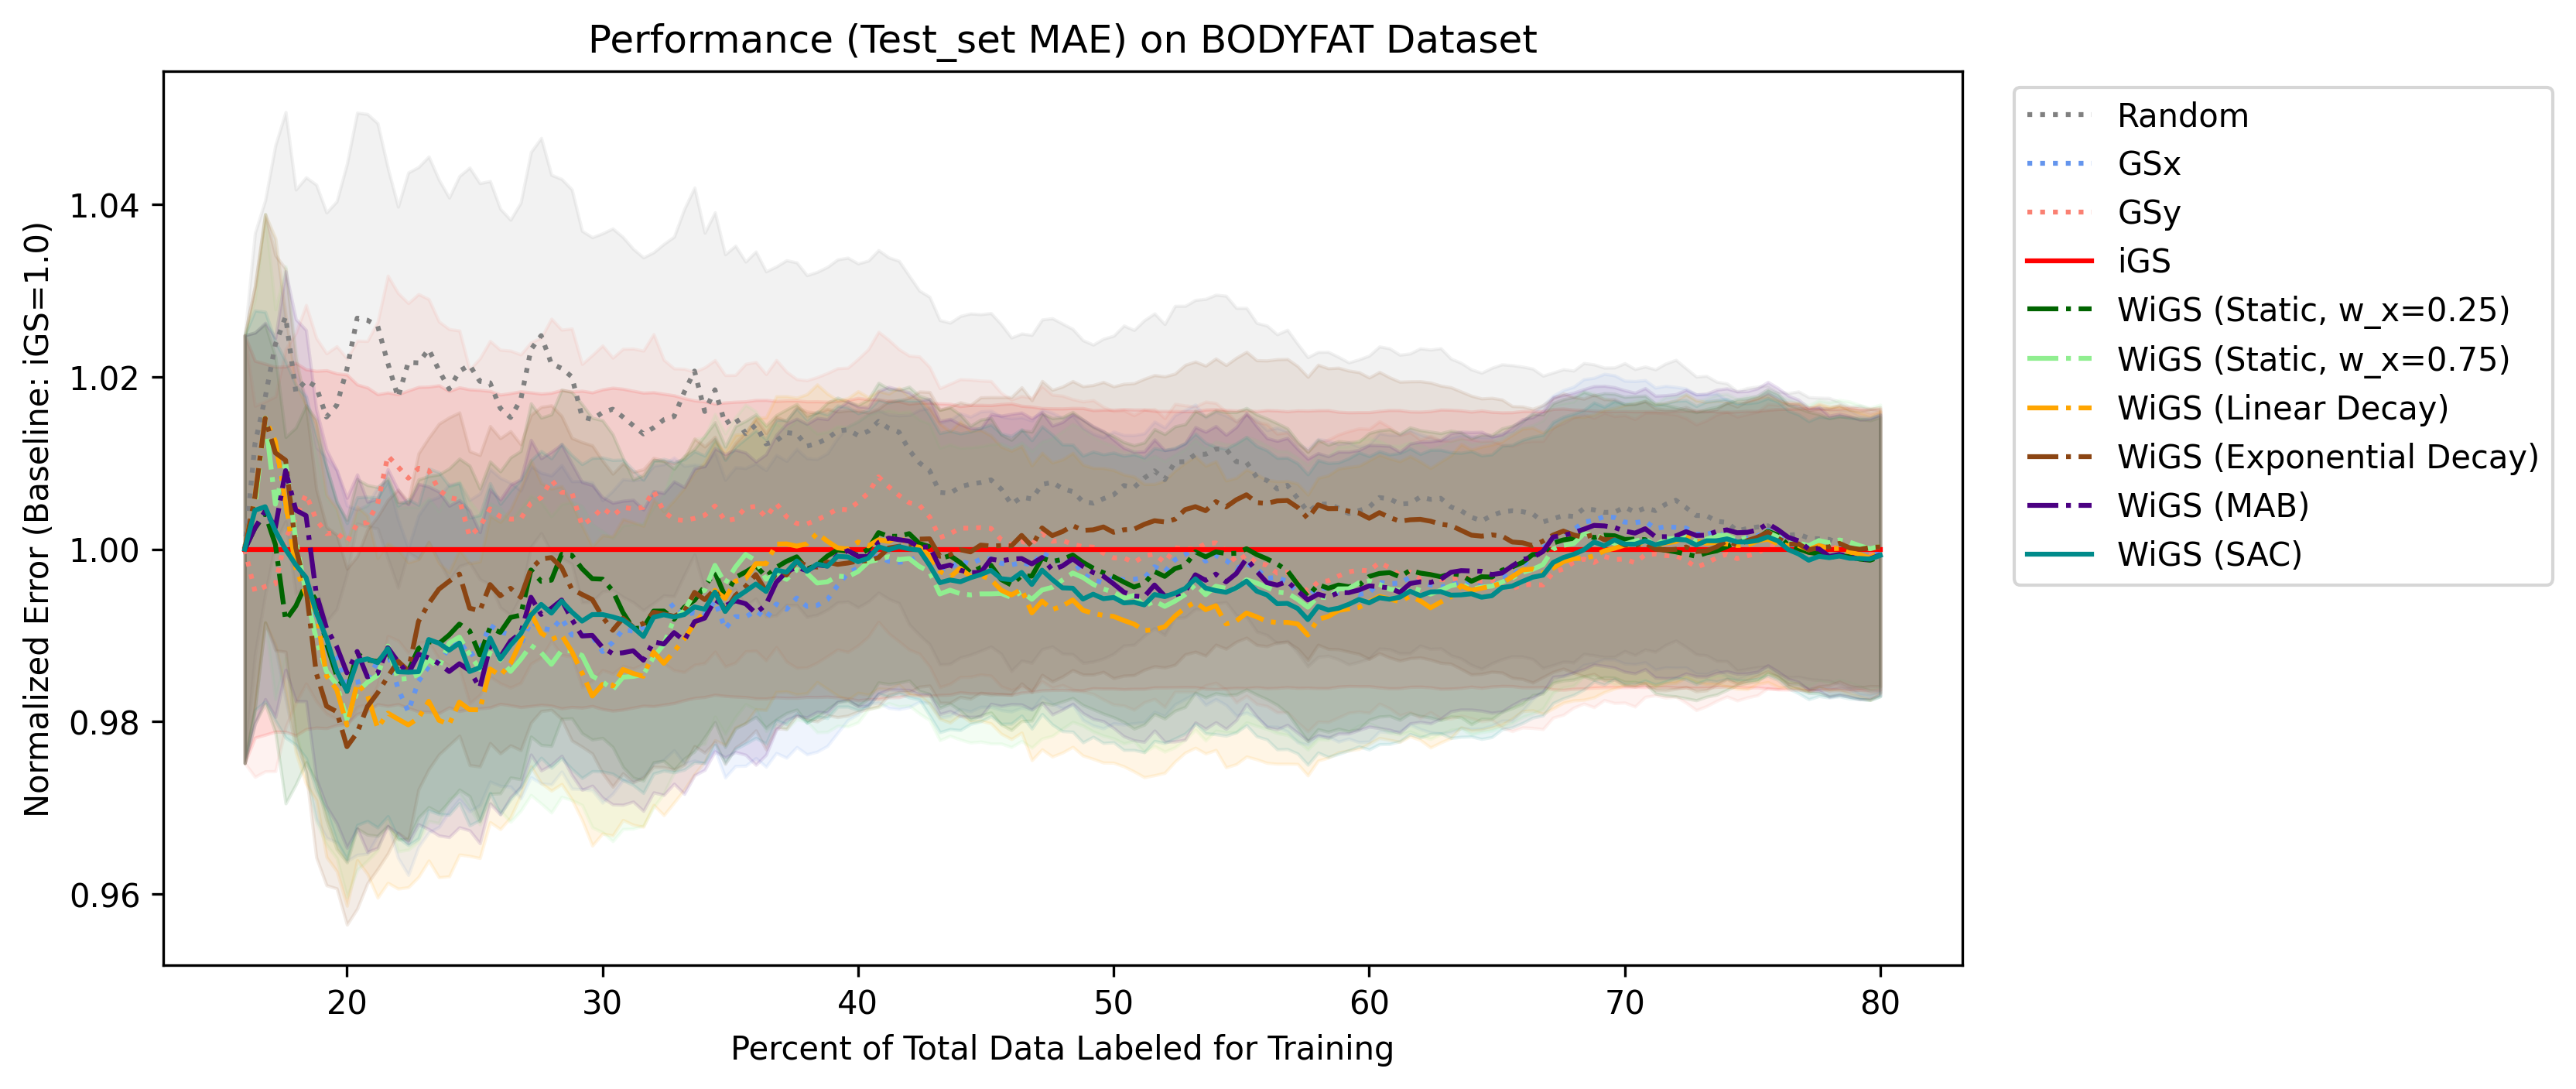 Performance (Test_set MAE) on BODYFAT Dataset
Normalized Error (Baseline: iGS=1.0)
1.04
1.02
1.00
0.98
0.96
20 30 40 50 60 70 80
Percent of Total Data Labeled for Training
Random
GSx
GSy
iGS
WiGS (Static, w_x=0.25)
WiGS (Static, w_x=0.75)
WiGS (Linear Decay)
WiGS (Exponential Decay)
WiGS (MAB)
WiGS (SAC)